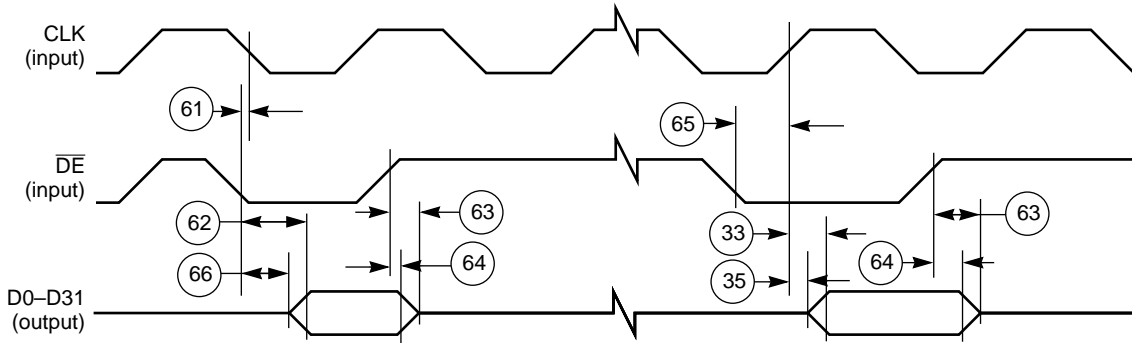 CLK
(input)
61
65
DE
(input)
62
63
33
63
66
64
35
64
D0–D31
(output)